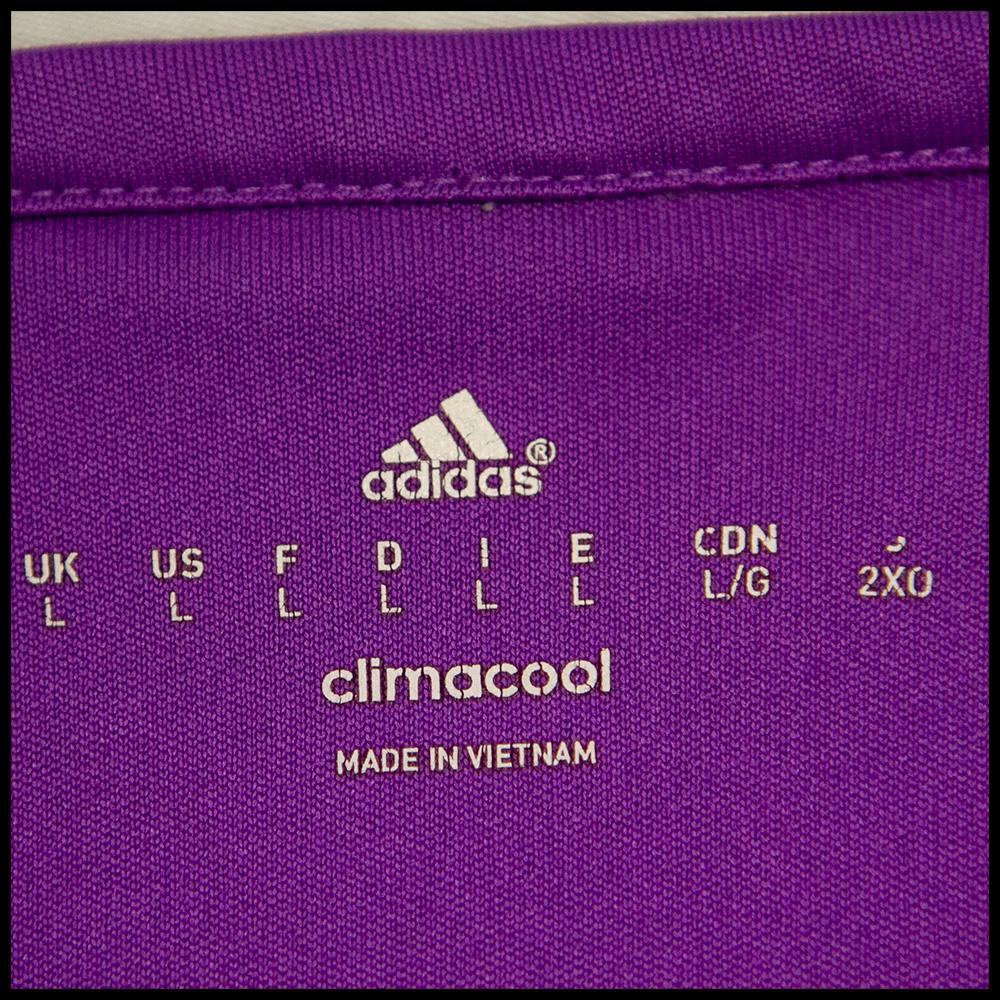 adidas®
UK US F D I E CDN J
L L L L L L L/G 2XO
climacool
MADE IN VIETNAM